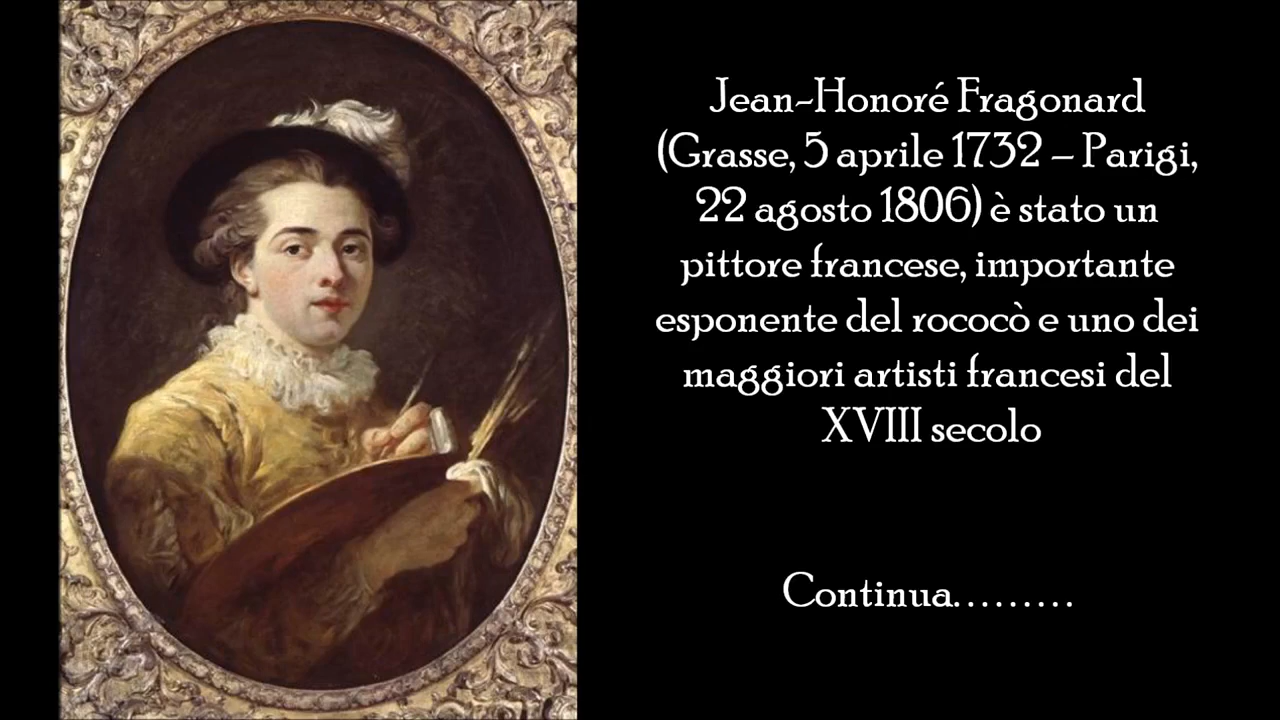 Jean-Honoré Fragonard
(Grasse, 5 aprile 1732 – Parigi,
22 agosto 1806) è stato un
pittore francese, importante
esponente del rococò e uno dei
maggiori artisti francesi del
XVIII secolo
Continua.........